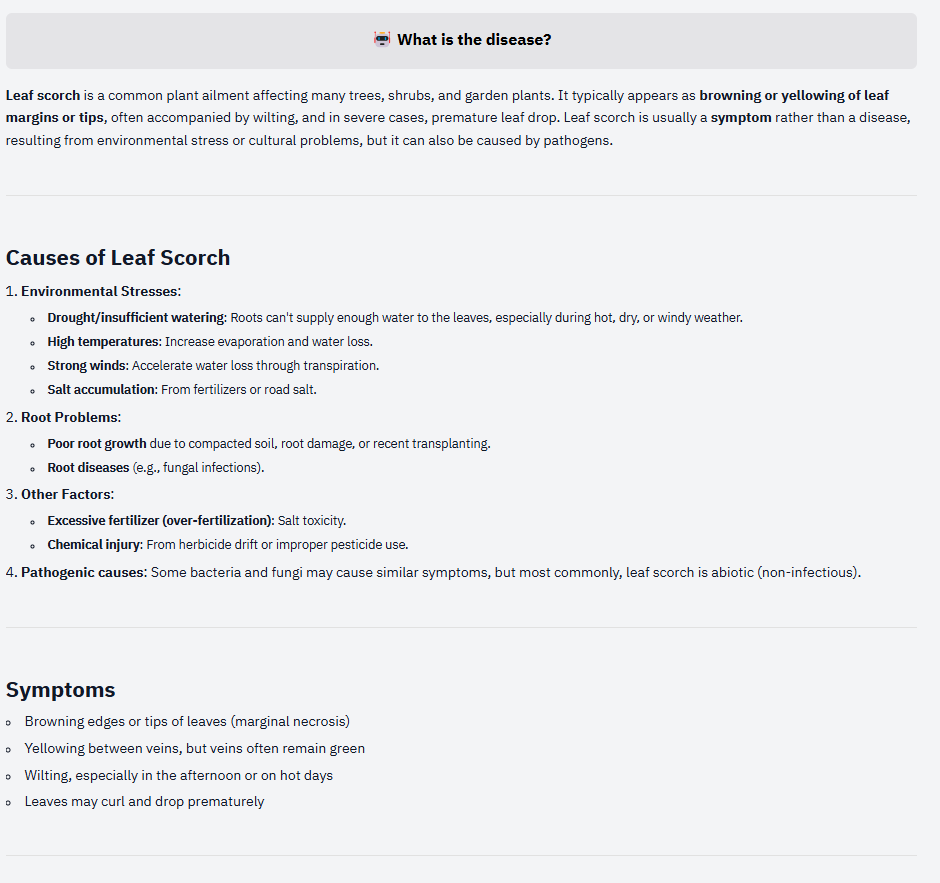 What is the disease?
Leaf scorch is a common plant ailment affecting many trees, shrubs, and garden plants. It typically appears as browning or yellowing of leaf
margins or tips, often accompanied by wilting, and in severe cases, premature leaf drop. Leaf scorch is usually a symptom rather than a disease,
resulting from environmental stress or cultural problems, but it can also be caused by pathogens.
Causes of Leaf Scorch
1. Environmental Stresses:
Drought/insufficient watering: Roots can't supply enough water to the leaves, especially during hot, dry, or windy weather.
High temperatures: Increase evaporation and water loss.
Strong winds: Accelerate water loss through transpiration.
Salt accumulation: From fertilizers or road salt.
2. Root Problems:
Poor root growth due to compacted soil, root damage, or recent transplanting.
Root diseases (e.g., fungal infections).
3. Other Factors:
Excessive fertilizer (over-fertilization): Salt toxicity.
Chemical injury: From herbicide drift or improper pesticide use.
4. Pathogenic causes: Some bacteria and fungi may cause similar symptoms, but most commonly, leaf scorch is abiotic (non-infectious).
Symptoms
Browning edges or tips of leaves (marginal necrosis)
Yellowing between veins, but veins often remain green
Wilting, especially in the afternoon or on hot days
Leaves may curl and drop prematurely